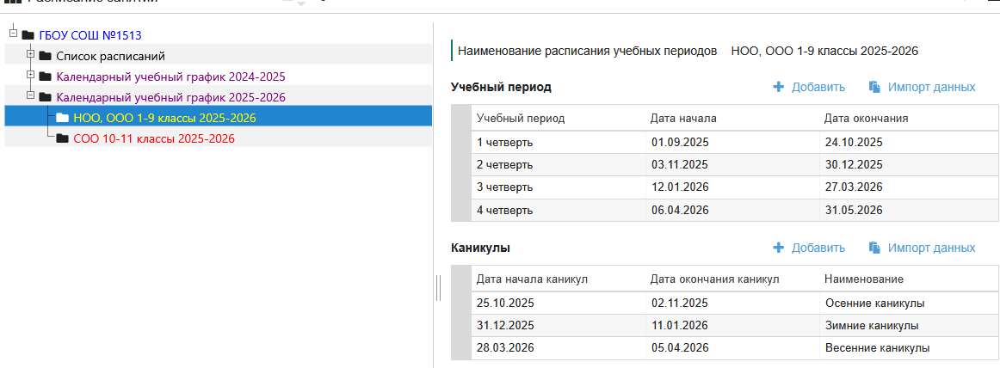 ГБОУ СОШ №1513
Список расписаний
Календарный учебный график 2024-2025
Календарный учебный график 2025-2026
НОО, ООО 1-9 классы 2025-2026
СОО 10-11 классы 2025-2026
Наименование расписания учебных периодов НОО, ООО 1-9 классы 2025-2026
Учебный период Добавить Импорт данных
Учебный период Дата начала Дата окончания
1 четверть 01.09.2025 24.10.2025
2 четверть 03.11.2025 30.12.2025
3 четверть 12.01.2026 27.03.2026
4 четверть 06.04.2026 31.05.2026
Каникулы Добавить Импорт данных
Дата начала каникул Дата окончания каникул Наименование
25.10.2025 02.11.2025 Осенние каникулы
31.12.2025 11.01.2026 Зимние каникулы
28.03.2026 05.04.2026 Весенние каникулы